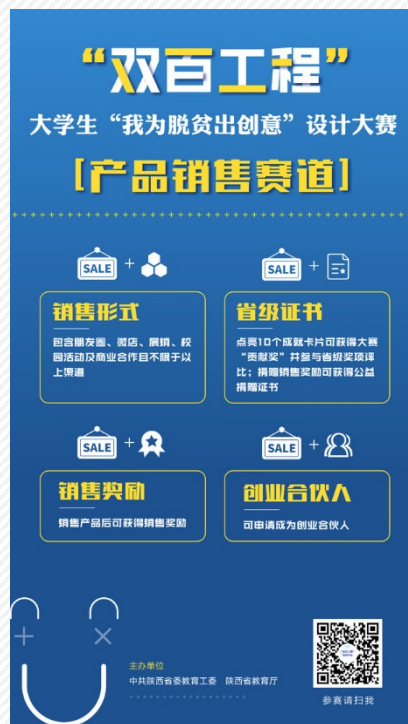 “双百工程”
大学生“我为脱贫出创意”设计大赛
[产品销售赛道]
SALE
销售形式
包含朋友圈、微店、展销、校
园活动及商业合作且不限于以
上渠道
SALE
省级证书
点亮10个成就卡片可获得大赛
“贡献奖”并参与省级奖项评
比；捐赠销售奖励可获得公益
捐赠证书
SALE
销售奖励
销售产品后可获得销售奖励
SALE
创业合伙人
可申请成为创业合伙人
主办单位
中共陕西省委教育工委 陕西省教育厅
参赛请扫我